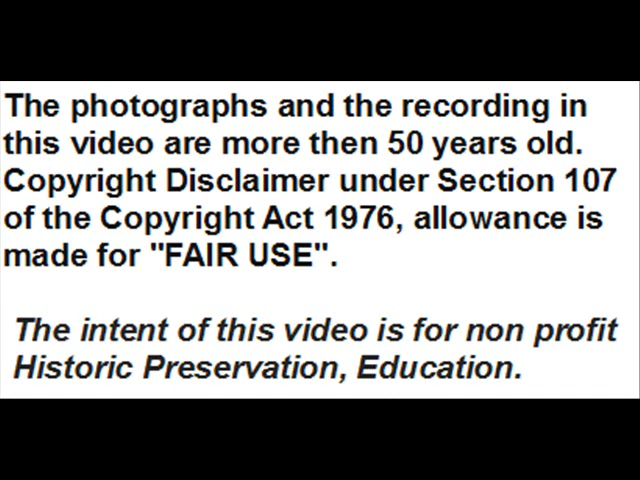 The photographs and the recording in
this video are more then 50 years old.
Copyright Disclaimer under Section 107
of the Copyright Act 1976, allowance is
made for "FAIR USE".
The intent of this video is for non profit
Historic Preservation, Education.